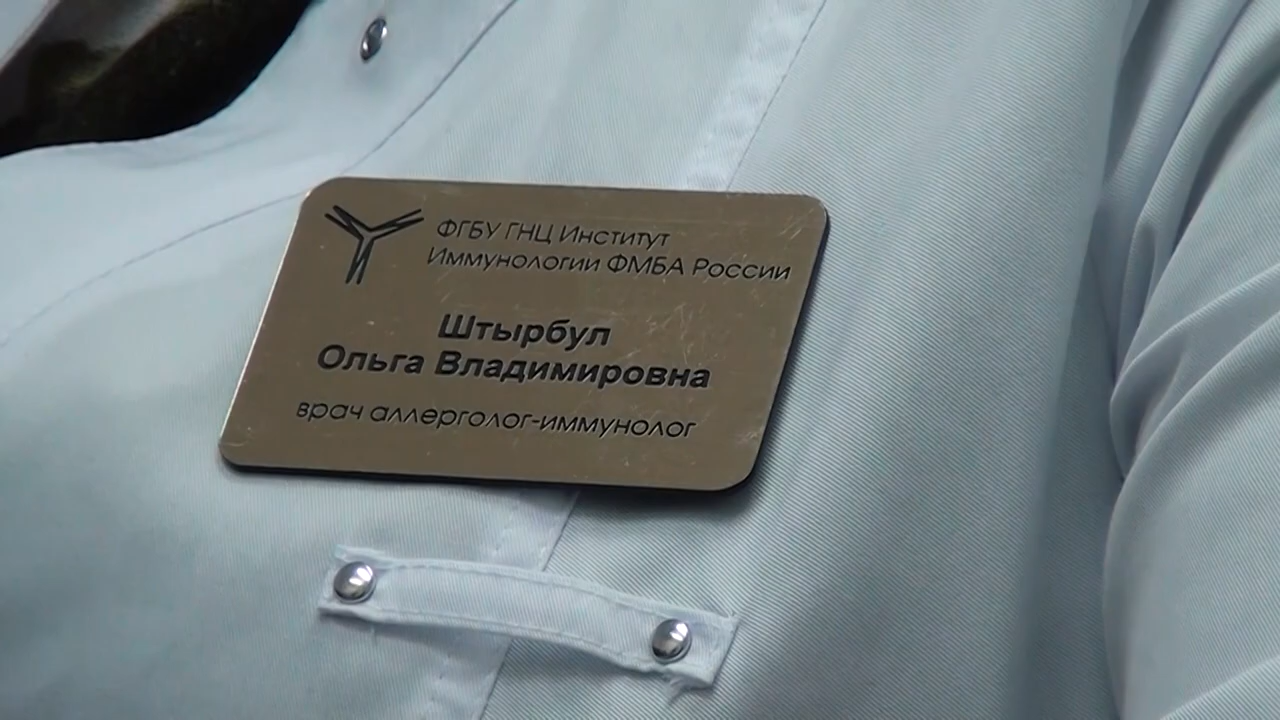 ФГБУ ГНЦ Институт
Иммунологии ФМБА России
Штырбул
Ольга Владимировна
врач аллерголог-иммунолог